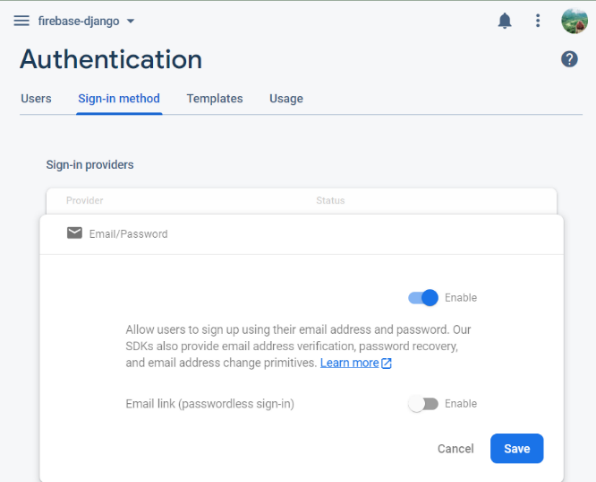 firebase-django
Authentication
Users Sign-in method Templates Usage
Sign-in providers
Provider Status
Email/Password
Enable
Allow users to sign up using their email address and password. Our
SDKs also provide email address verification, password recovery,
and email address change primitives. Learn more
Email link (passwordless sign-in) Enable
Cancel Save